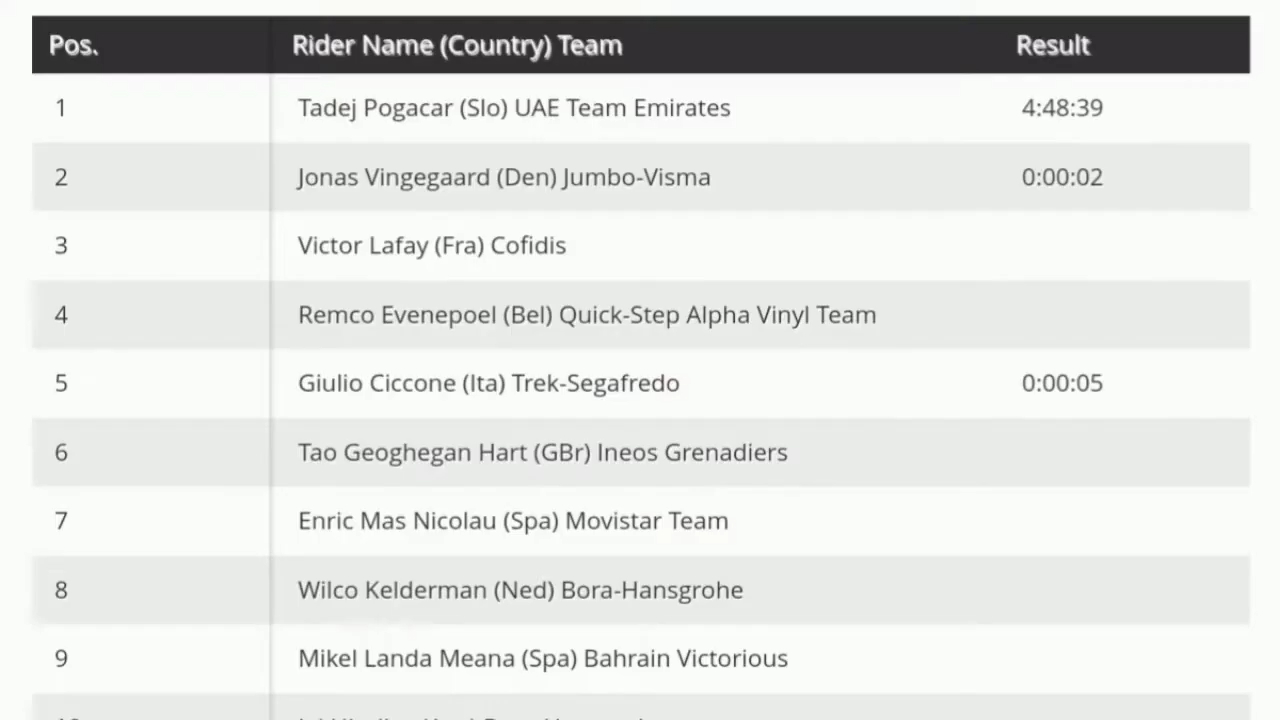 Pos. Rider Name (Country) Team Result
1 Tadej Pogacar (Slo) UAE Team Emirates 4:48:39
2 Jonas Vingegaard (Den) Jumbo-Visma 0:00:02
3 Victor Lafay (Fra) Cofidis
4 Remco Evenepoel (Bel) Quick-Step Alpha Vinyl Team
5 Giulio Ciccone (Ita) Trek-Segafredo 0:00:05
6 Tao Geoghegan Hart (GBr) Ineos Grenadiers
7 Enric Mas Nicolau (Spa) Movistar Team
8 Wilco Kelderman (Ned) Bora-Hansgrohe
9 Mikel Landa Meana (Spa) Bahrain Victorious